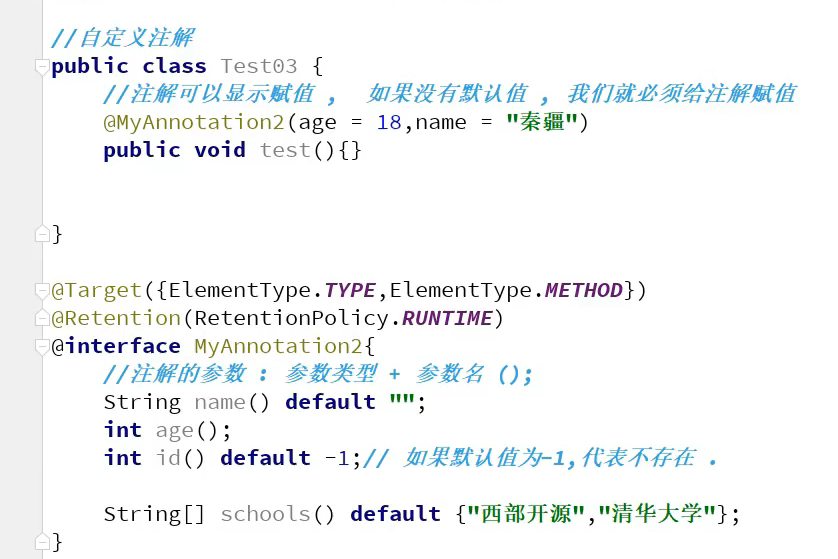 //自定义注解
public class Test03 {
//注解可以显示赋值 ， 如果没有默认值 ，我们就必须给注解赋值
@MyAnnotation2(age = 18,name = "秦疆")
public void test(){}
}
@Target({ElementType.TYPE,ElementType.METHOD})
@Retention(RetentionPolicy.RUNTIME)
@interface MyAnnotation2{
//注解的参数 : 参数类型 + 参数名 ();
String name() default "";
int age();
int id() default -1;// 如果默认值为-1,代表不存在 .
String[] schools() default {"西部开源","清华大学"};
}